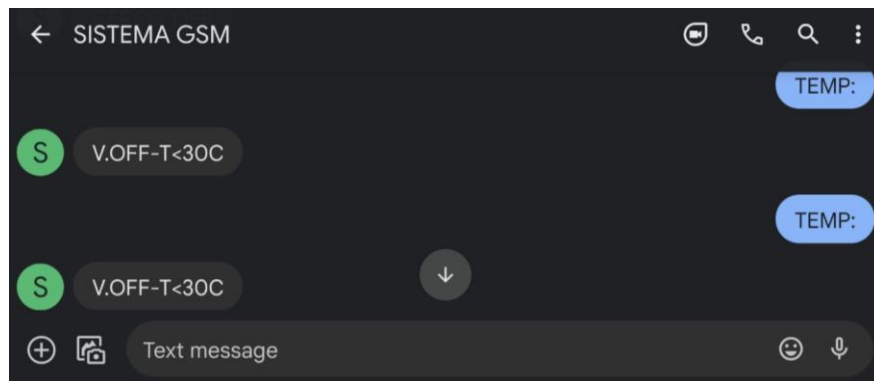 SISTEMA GSM
TEMP:
V.OFF-T<30C
TEMP:
V.OFF-T<30C
Text message